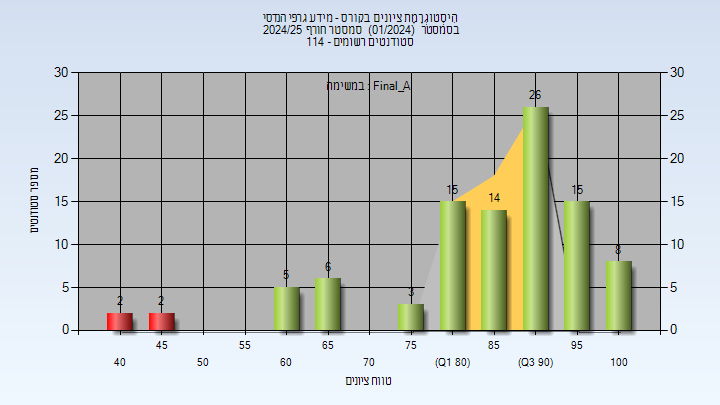 היסטוגרמת ציונים בקורס - מידע גרפי הנדסי
בסמסטר (01/2024) סמסטר חורף 2024/25
סטודנטים רשומים - 114
במשימה : Final_A
30 25 20 15 10 5 0
מספר סטודנטים
2 2 5 6 3 15 14 26 15 8
30 25 20 15 10 5 0
40 45 50 55 60 65 70 75 (Q1 80) 85 (Q3 90) 95 100
טווח ציונים